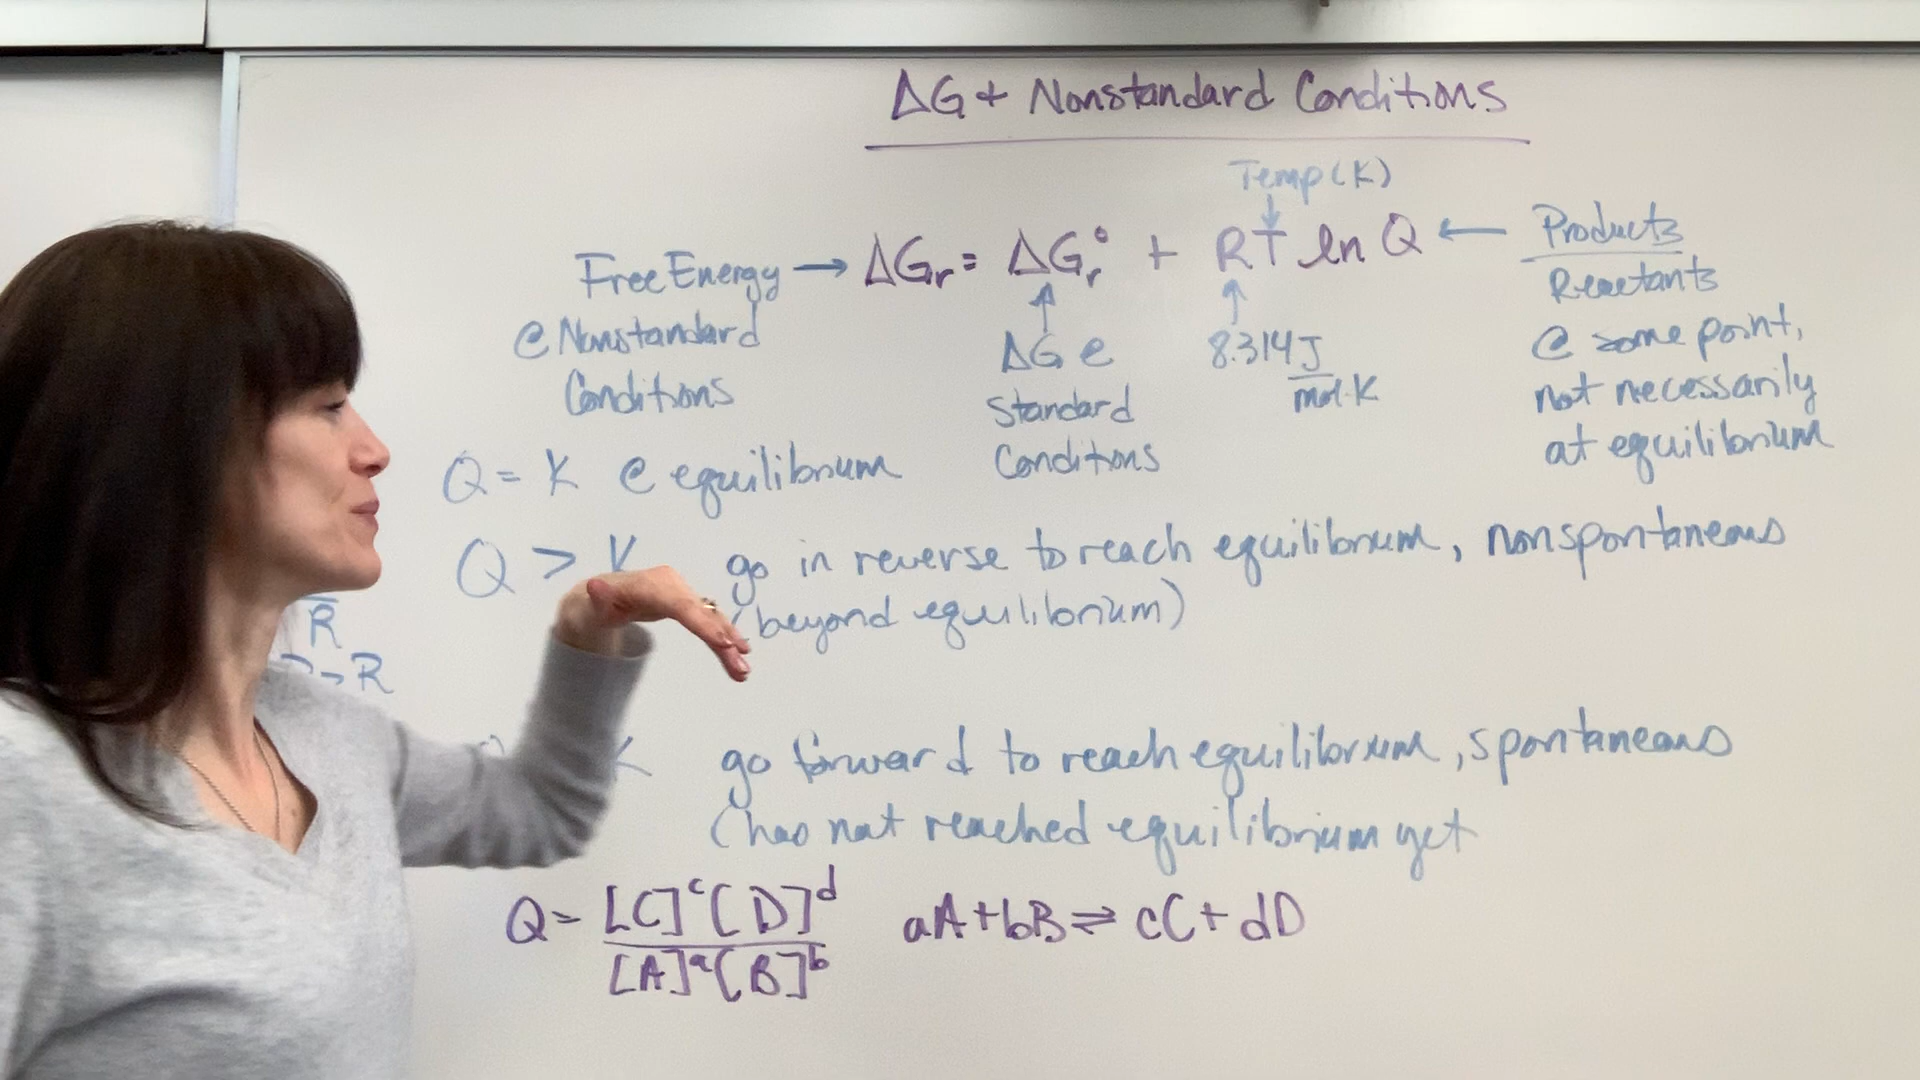 ΔG + Nonstandard Conditions
Temp (K)
Free Energy → ΔGr = ΔGr° + RT ln Q ← Products
Reactants
@ Nonstandard
Conditions
ΔG @
Standard
Conditions
8.314 J
mol·K
@ some point,
not necessarily
at equilibrium
Q = K @ equilibrium
Q > K go in reverse to reach equilibrium, nonspontaneous
(beyond equilibrium)
R
→ R
K go forward to reach equilibrium, spontaneous
(has not reached equilibrium yet
Q = [C]ᶜ[D]ᵈ aA + bB ⇌ cC + dD
[A]ᵃ[B]ᵇ